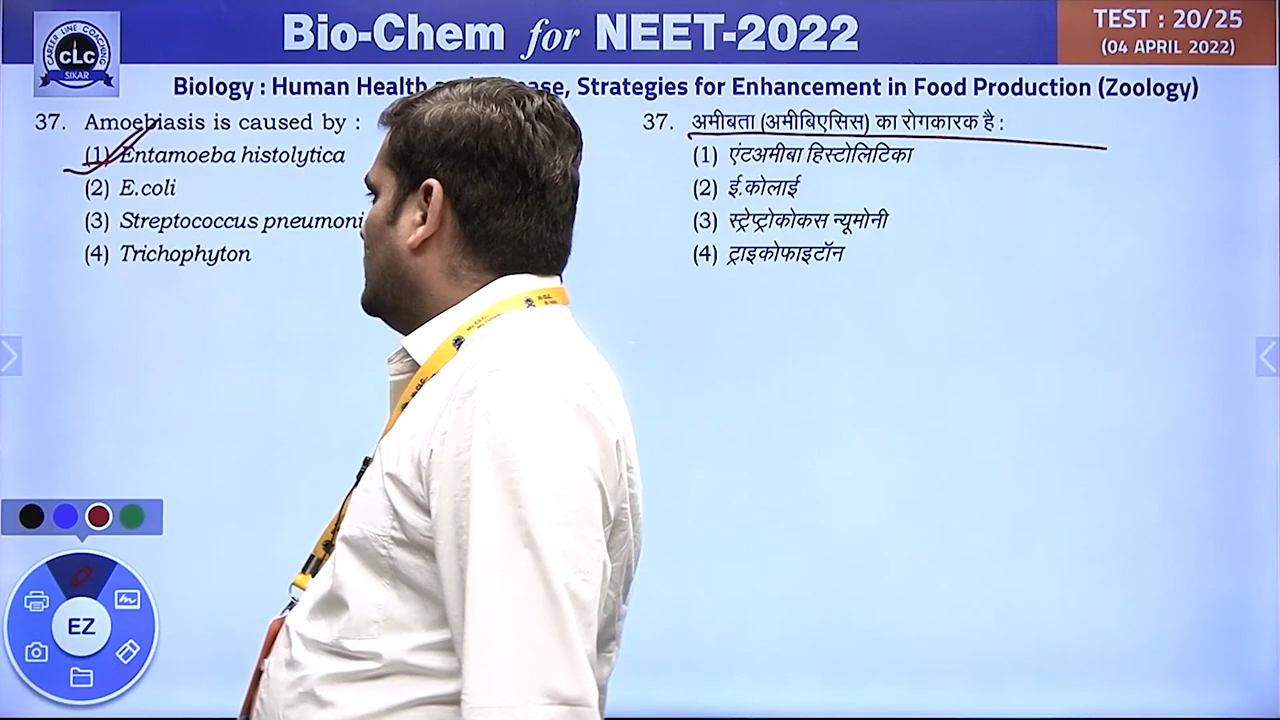 CAREER LINE COACHING
CLC
SIKAR
Bio-Chem for NEET-2022
TEST : 20/25
(04 APRIL 2022)
Biology : Human Health ase, Strategies for Enhancement in Food Production (Zoology)
37. Amoebiasis is caused by :
(1) Entamoeba histolytica
(2) E.coli
(3) Streptococcus pneumoni
(4) Trichophyton
37. अमीबता (अमीबिएसिस) का रोगकारक है :
(1) एंटअमीबा हिस्टोलिटिका
(2) ई.कोलाई
(3) स्ट्रेप्ट्रोकोकस न्यूमोनी
(4) ट्राइकोफाइटॉन
EZ